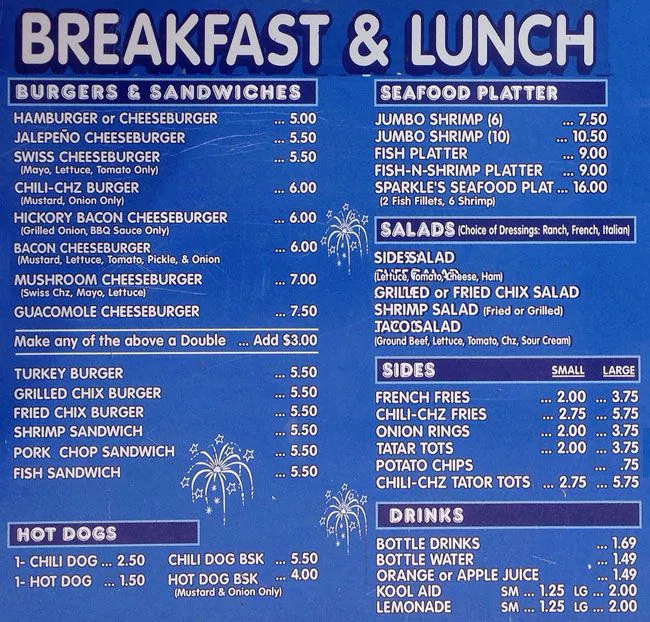 BREAKFAST & LUNCH
BURGERS & SANDWICHES
HAMBURGER or CHEESEBURGER ... 5.00
JALEPEÑO CHEESEBURGER ... 5.50
SWISS CHEESEBURGER ... 5.50
(Mayo, Lettuce, Tomato Only)
CHILI-CHZ BURGER ... 6.00
(Mustard, Onion Only)
HICKORY BACON CHEESEBURGER ... 6.00
(Grilled Onion, BBQ Sauce Only)
BACON CHEESEBURGER ... 6.00
(Mustard, Lettuce, Tomato, Pickle, & Onion
MUSHROOM CHEESEBURGER ... 7.00
(Swiss Chz, Mayo, Lettuce)
GUACOMOLE CHEESEBURGER ... 7.50
Make any of the above a Double ... Add $3.00
TURKEY BURGER ... 5.50
GRILLED CHIX BURGER ... 5.50
FRIED CHIX BURGER ... 5.50
SHRIMP SANDWICH ... 5.50
PORK CHOP SANDWICH ... 5.50
FISH SANDWICH ... 5.50
HOT DOGS
1- CHILI DOG ... 2.50 CHILI DOG BSK ... 5.50
1- HOT DOG ... 1.50 HOT DOG BSK ... 4.00
(Mustard & Onion Only)
SEAFOOD PLATTER
JUMBO SHRIMP (6) ... 7.50
JUMBO SHRIMP (10) ... 10.50
FISH PLATTER ... 9.00
FISH-N-SHRIMP PLATTER ... 9.00
SPARKLE'S SEAFOOD PLAT ... 16.00
(2 Fish Fillets, 6 Shrimp)
SALADS (Choice of Dressings: Ranch, French, Italian)
SALAD
(Lettuce, Tomato, Cheese, Ham)
GRILLED or FRIED CHIX SALAD
SHRIMP SALAD (Fried or Grilled)
TACO SALAD
(Ground Beef, Lettuce, Tomato, Chz, Sour Cream)
SIDES SMALL LARGE
FRENCH FRIES ... 2.00 ... 3.75
CHILI-CHZ FRIES ... 2.75 ... 5.75
ONION RINGS ... 2.00 ... 3.75
TATAR TOTS ... 2.00 ... 3.75
POTATO CHIPS ... .75
CHILI-CHZ TATOR TOTS ... 2.75 ... 5.75
DRINKS
BOTTLE DRINKS ... 1.69
BOTTLE WATER ... 1.49
ORANGE or APPLE JUICE ... 1.49
KOOL AID SM ... 1.25 LG ... 2.00
LEMONADE SM ... 1.25 LG ... 2.00